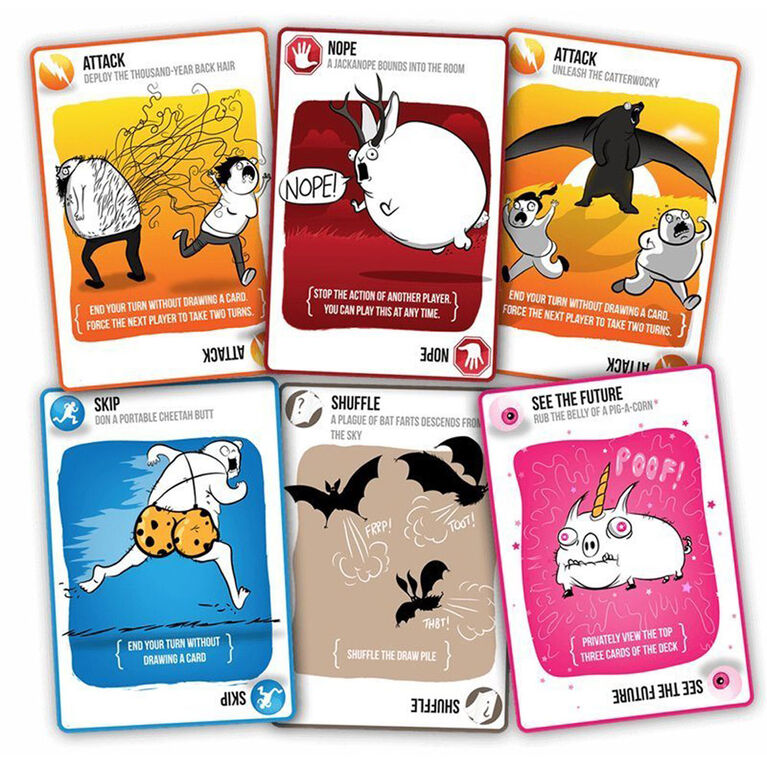 ATTACK
DEPLOY THE THOUSAND-YEAR BACK HAIR
END YOUR TURN WITHOUT DRAWING A CARD.
FORCE THE NEXT PLAYER TO TAKE TWO TURNS.
ATTACK
NOPE
A JACKANOPE BOUNDS INTO THE ROOM
NOPE!
STOP THE ACTION OF ANOTHER PLAYER.
YOU CAN PLAY THIS AT ANY TIME.
NOPE
ATTACK
UNLEASH THE CATTERWOCKY
END YOUR TURN WITHOUT DRAWING A CARD.
FORCE THE NEXT PLAYER TO TAKE TWO TURNS.
ATTACK
SKIP
DON A PORTABLE CHEETAH BUTT
END YOUR TURN WITHOUT
DRAWING A CARD
SKIP
SHUFFLE
A PLAGUE OF BAT FARTS DESCENDS FROM
THE SKY
FRRP!
TOOT!
THBT!
SHUFFLE THE DRAW PILE
SHUFFLE
SEE THE FUTURE
RUB THE BELLY OF A PIG-A-CORN
POOF!
PRIVATELY VIEW THE TOP
THREE CARDS OF THE DECK
SEE THE FUTURE